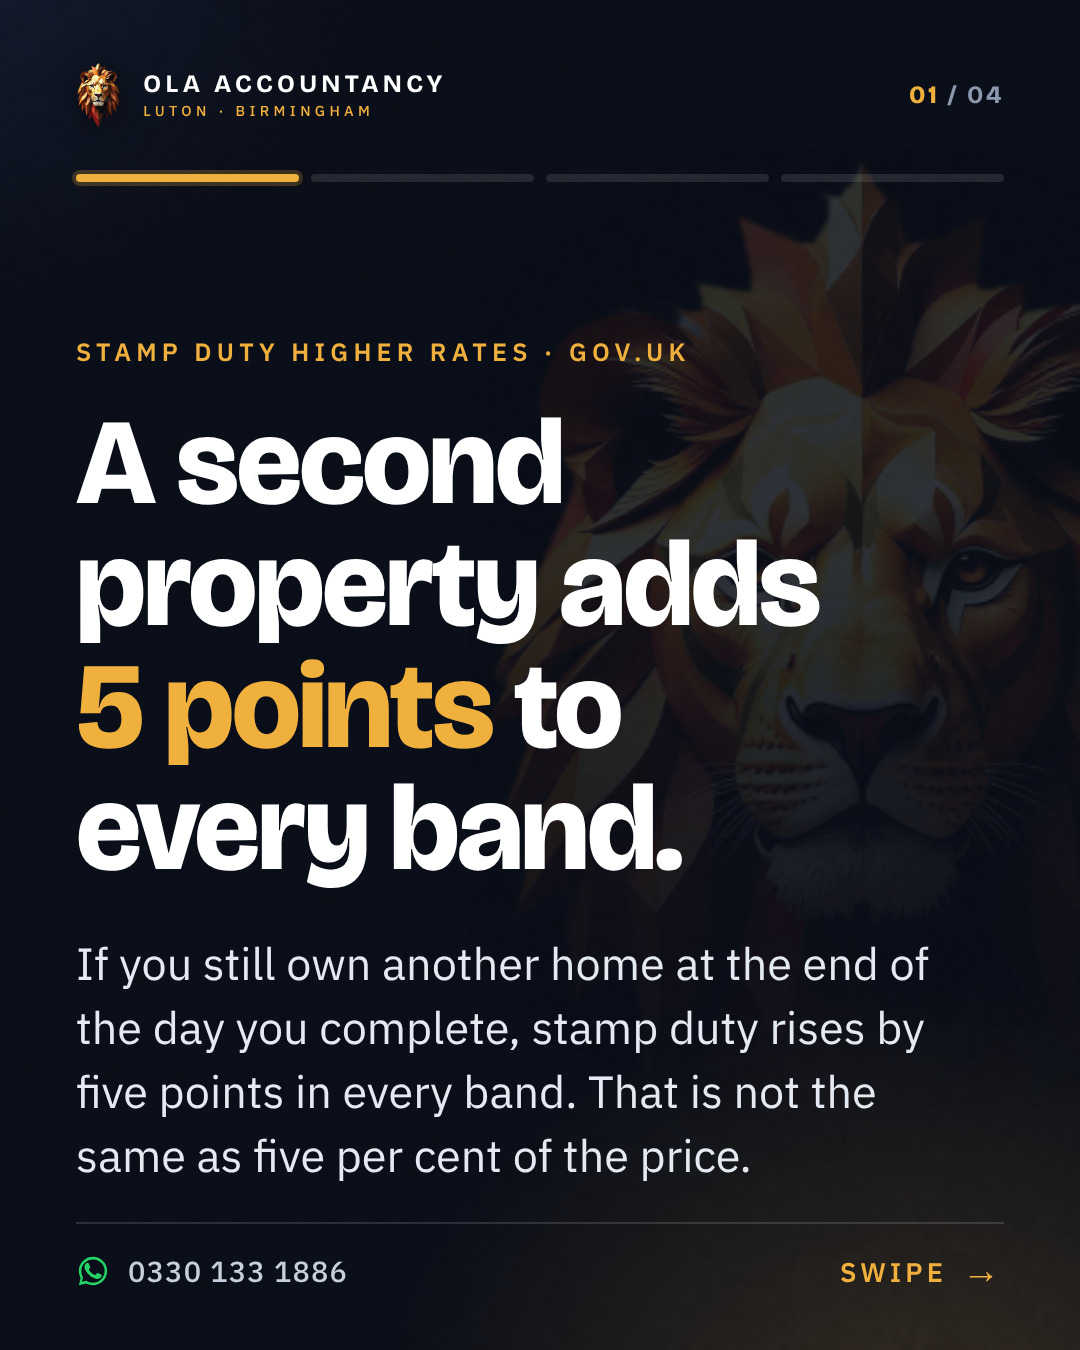 OLA ACCOUNTANCY
LUTON · BIRMINGHAM
01 / 04
STAMP DUTY HIGHER RATES · GOV.UK
A second
property adds
5 points to
every band.
If you still own another home at the end of
the day you complete, stamp duty rises by
five points in every band. That is not the
same as five per cent of the price.
0330 133 1886
SWIPE →